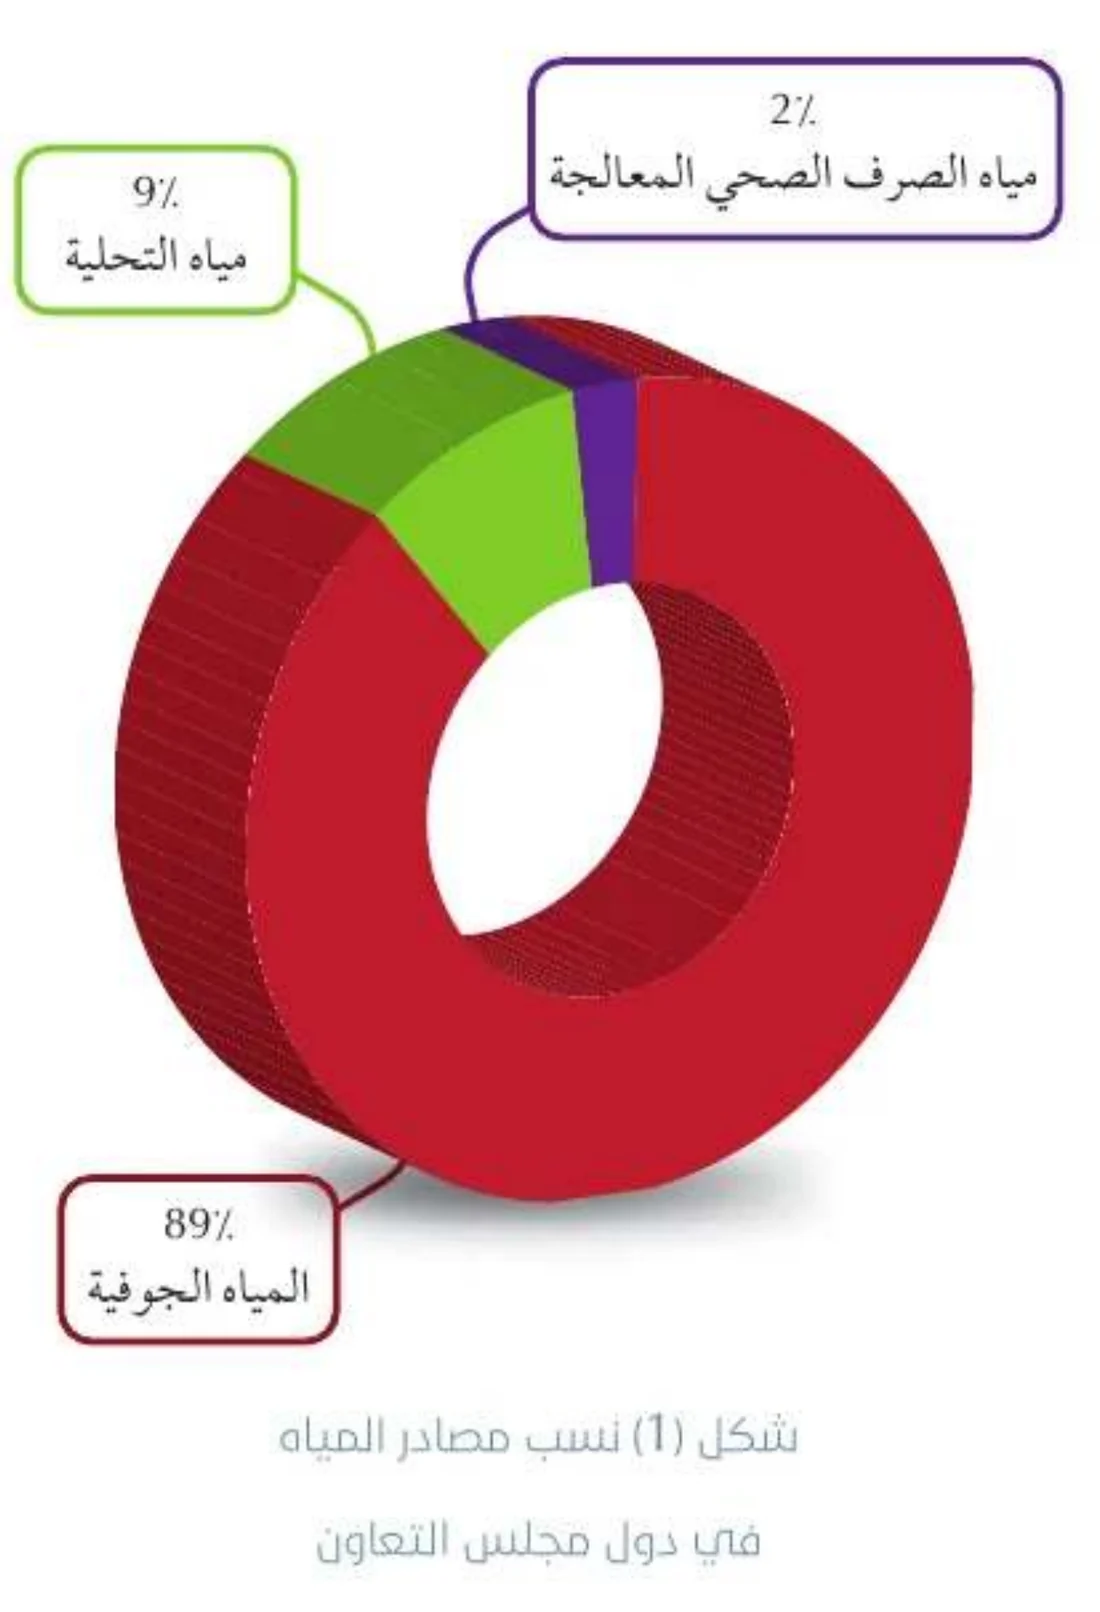 2٪
مياه الصرف الصحي المعالجة
9٪
مياه التحلية
89٪
المياه الجوفية
شكل (1) نسب مصادر المياه
في دول مجلس التعاون